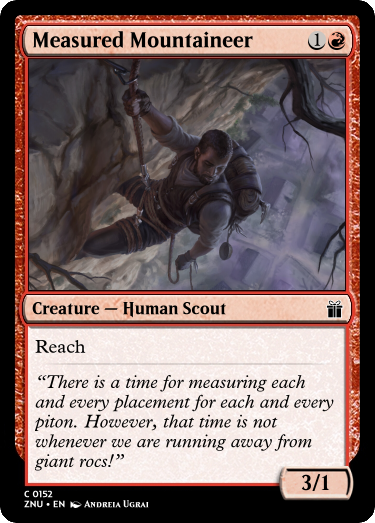 Measured Mountaineer 1
Creature — Human Scout
Reach
“There is a time for measuring each
and every placement for each and every
piton. However, that time is not
whenever we are running away from
giant rocs!”
3/1
C 0152
ZNU • EN Andreia Ugrai